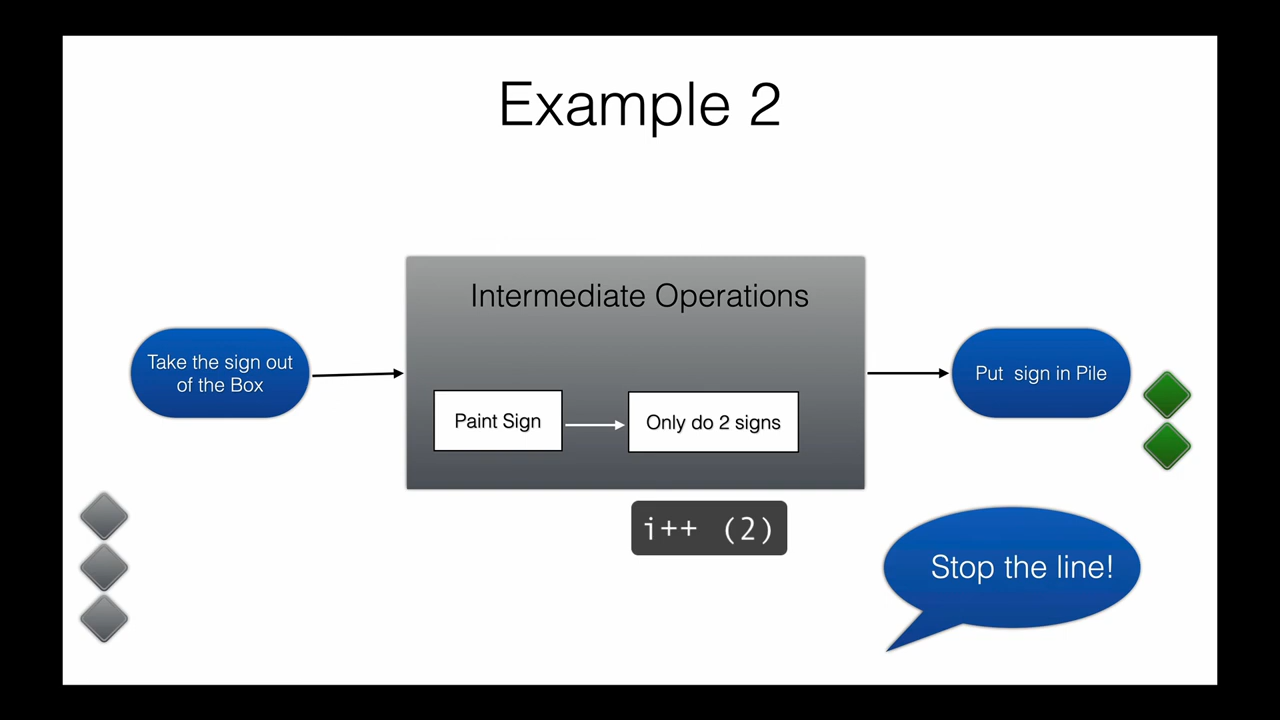 Example 2
Intermediate Operations
Take the sign out
of the Box
Paint Sign
Only do 2 signs
Put sign in Pile
i++ (2)
Stop the line!